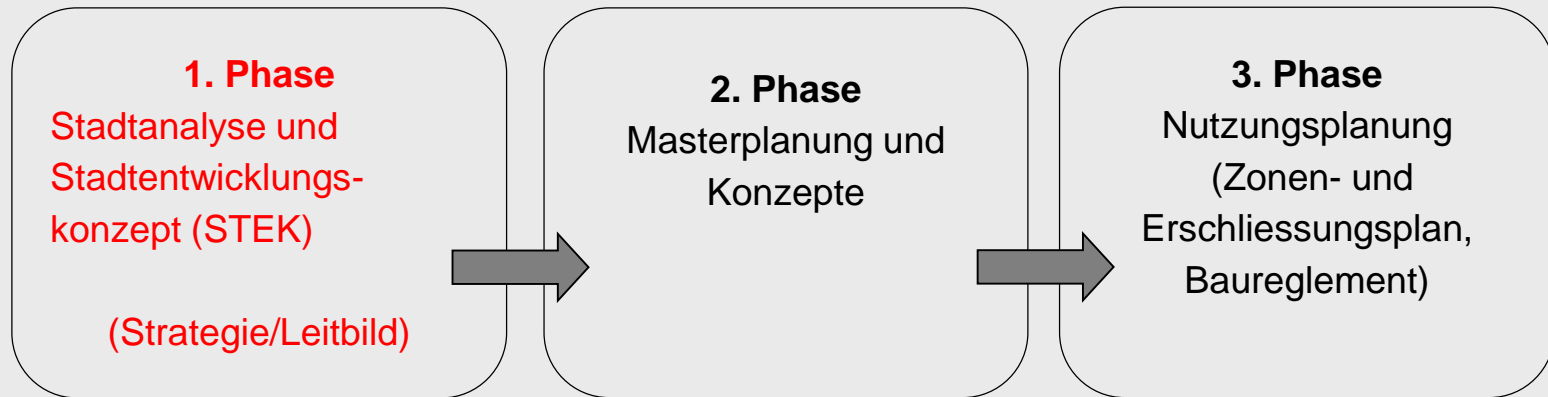 1. Phase
Stadtanalyse und
Stadtentwicklungs-
konzept (STEK)
(Strategie/Leitbild)
2. Phase
Masterplanung und
Konzepte
3. Phase
Nutzungsplanung
(Zonen- und
Erschliessungsplan,
Baureglement)